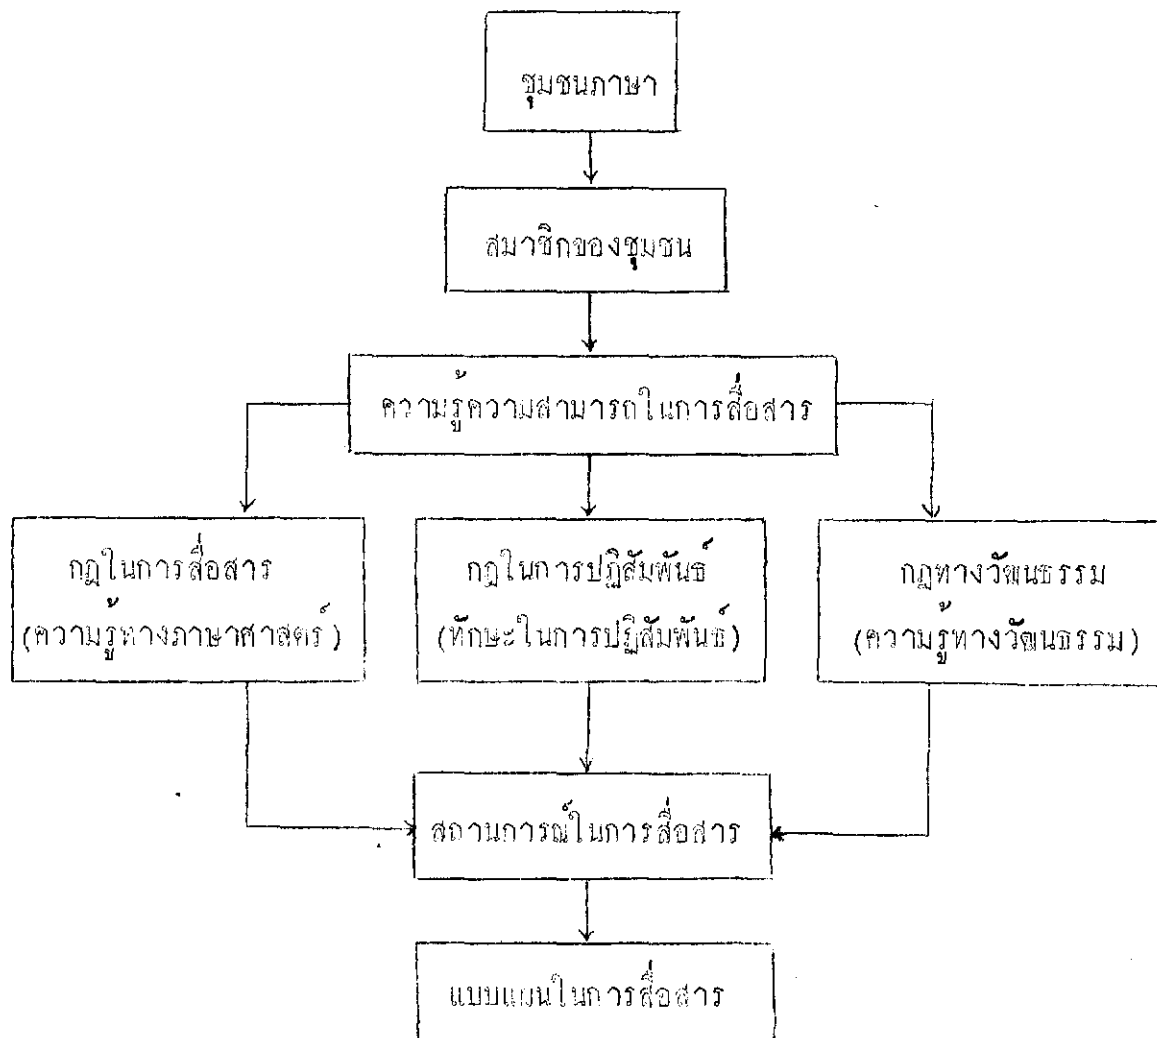 ชุมชนภาษา
สมาชิกของชุมชน
ความรู้ความสามารถในการสื่อสาร
กฎในการสื่อสาร
(ความรู้ทางภาษาศาสตร์)
กฎในการปฏิสัมพันธ์
(ทักษะในการปฏิสัมพันธ์)
กฎทางวัฒนธรรม
(ความรู้ทางวัฒนธรรม)
สถานการณ์ในการสื่อสาร
แบบแผนในการสื่อสาร